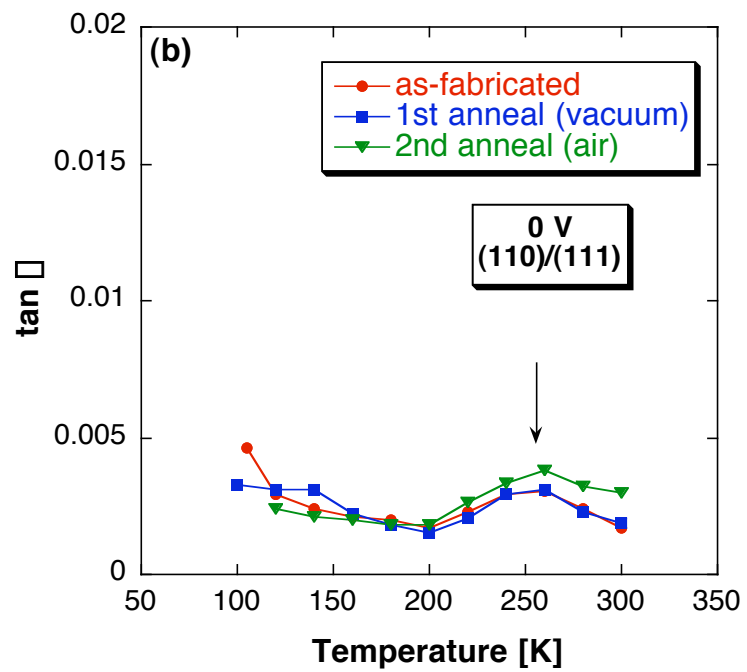 (b)
0.02
0.015
0.01
0.005
0
tan []
as-fabricated
1st anneal (vacuum)
2nd anneal (air)
0 V
(110)/(111)
50 100 150 200 250 300 350
Temperature [K]